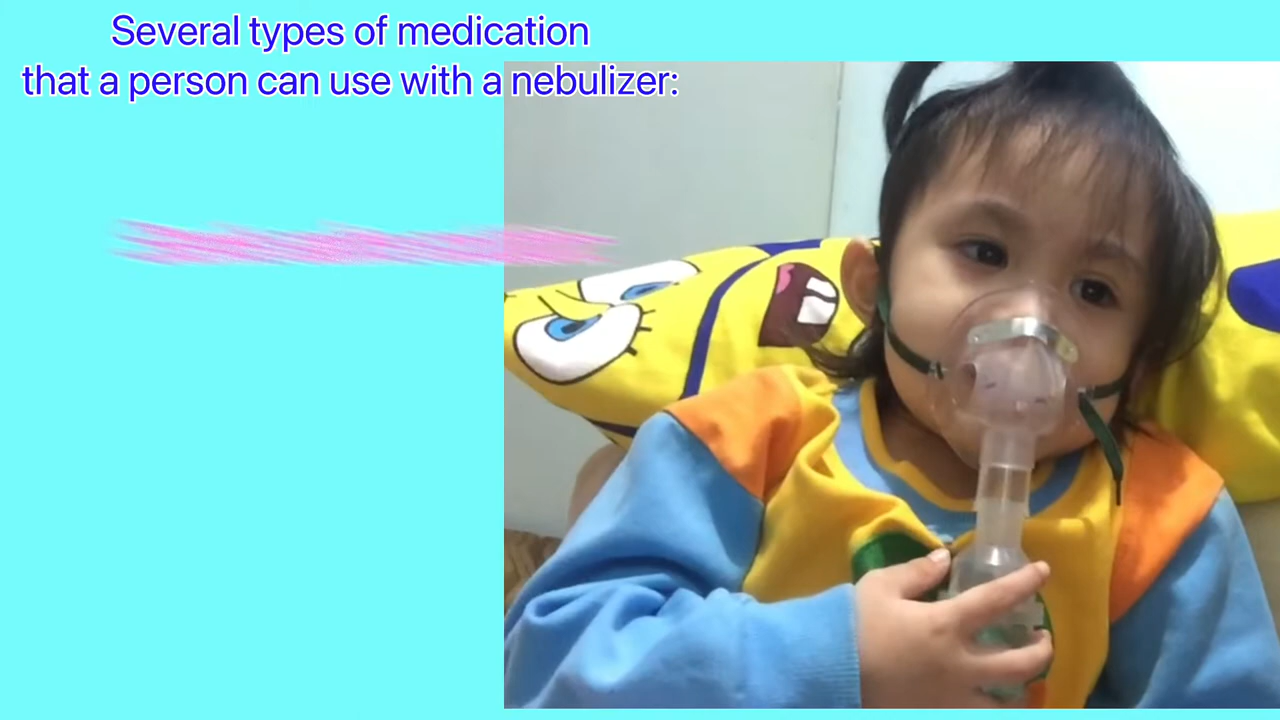 Several types of medication
that a person can use with a nebulizer: